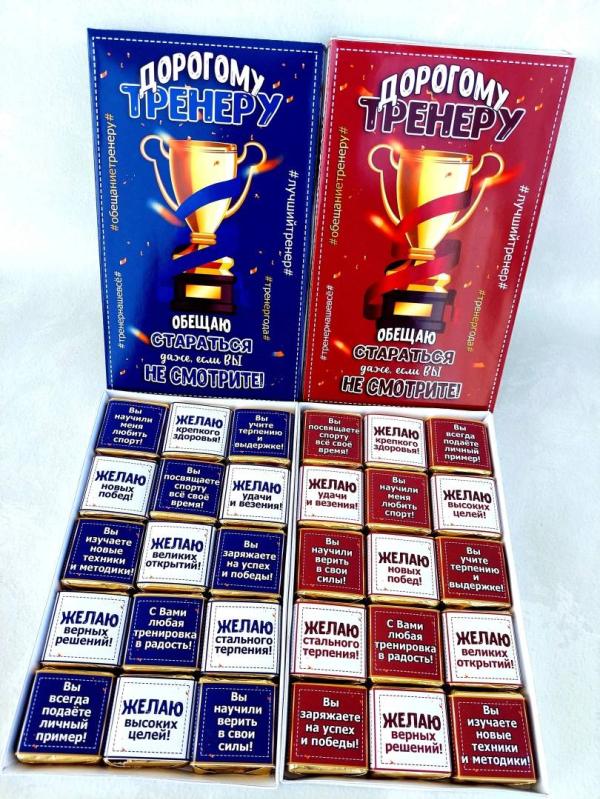 ДОРОГОМУ
ТРЕНЕРУ
#обещаниетренеру#
#лучшийтренер#
#тренернашевсё#
#тренергода#
ОБЕЩАЮ
СТАРАТЬСЯ
даже, если ВЫ
НЕ СМОТРИТЕ!
ДОРОГОМУ
ТРЕНЕРУ
#обещаниетренеру#
#лучшийтренер#
#тренернашевсё#
#тренергода#
ОБЕЩАЮ
СТАРАТЬСЯ
даже, если ВЫ
НЕ СМОТРИТЕ!
Вы
научили
меня
любить
спорт!
ЖЕЛАЮ
крепкого
здоровья!
Вы
учите
терпению
и
выдержке!
ЖЕЛАЮ
новых
побед!
Вы
посвящаете
спорту
всё своё
время!
ЖЕЛАЮ
удачи
и везения!
Вы
изучаете
новые
техники
и методики!
ЖЕЛАЮ
великих
открытий!
Вы
заряжаете
на успех
и победы!
ЖЕЛАЮ
верных
решений!
С Вами
любая
тренировка
в радость!
ЖЕЛАЮ
стального
терпения!
Вы
всегда
подаёте
личный
пример!
ЖЕЛАЮ
высоких
целей!
Вы
научили
верить
в свои
силы!
Вы
посвящаете
спорту
всё своё
время!
ЖЕЛАЮ
крепкого
здоровья!
Вы
всегда
подаёте
личный
пример!
ЖЕЛАЮ
удачи
и везения!
Вы
научили
меня
любить
спорт!
ЖЕЛАЮ
высоких
целей!
Вы
научили
верить
в свои
силы!
ЖЕЛАЮ
новых
побед!
Вы
учите
терпению
и
выдержке!
ЖЕЛАЮ
стального
терпения!
С Вами
любая
тренировка
в радость!
ЖЕЛАЮ
великих
открытий!
Вы
заряжаете
на успех
и победы!
ЖЕЛАЮ
верных
решений!
Вы
изучаете
новые
техники
и методики!